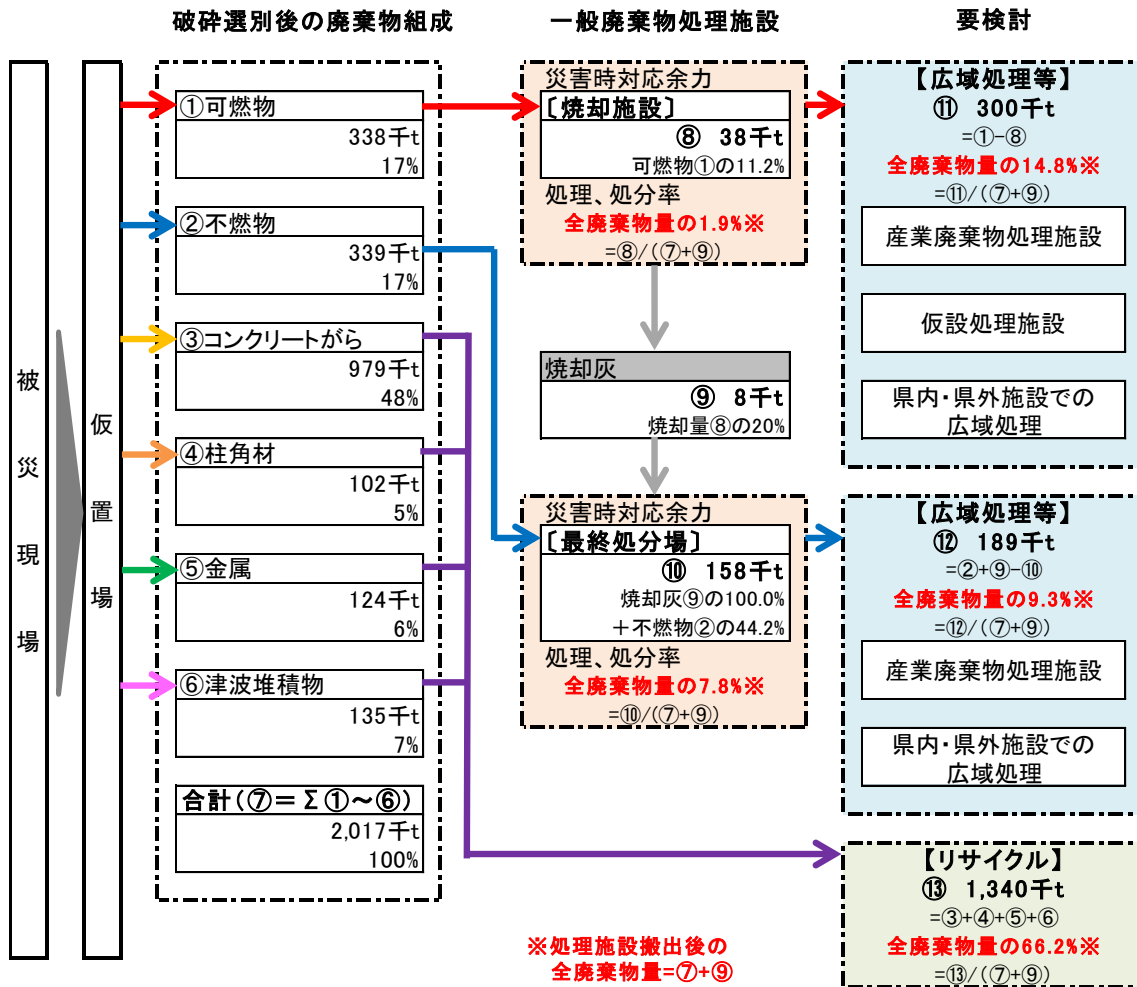 破砕選別後の廃棄物組成
一般廃棄物処理施設
要検討
被災現場
仮置場
①可燃物
338千t
17%
②不燃物
339千t
17%
③コンクリートがら
979千t
48%
④柱角材
102千t
5%
⑤金属
124千t
6%
⑥津波堆積物
135千t
7%
合計(⑦=Σ①～⑥)
2,017千t
100%
災害時対応余力
〔焼却施設〕
⑧ 38千t
可燃物①の11.2%
処理、処分率
全廃棄物量の1.9%※
=⑧/(⑦+⑨)
焼却灰
⑨ 8千t
焼却量⑧の20%
災害時対応余力
〔最終処分場〕
⑩ 158千t
焼却灰⑨の100.0%
＋不燃物②の44.2%
処理、処分率
全廃棄物量の7.8%※
=⑩/(⑦+⑨)
※処理施設搬出後の
全廃棄物量=⑦+⑨
【広域処理等】
⑪ 300千t
=①-⑧
全廃棄物量の14.8%※
=⑪/(⑦+⑨)
産業廃棄物処理施設
仮設処理施設
県内・県外施設での
広域処理
【広域処理等】
⑫ 189千t
=②+⑨-⑩
全廃棄物量の9.3%※
=⑫/(⑦+⑨)
産業廃棄物処理施設
県内・県外施設での
広域処理
【リサイクル】
⑬ 1,340千t
=③+④+⑤+⑥
全廃棄物量の66.2%※
=⑬/(⑦+⑨)